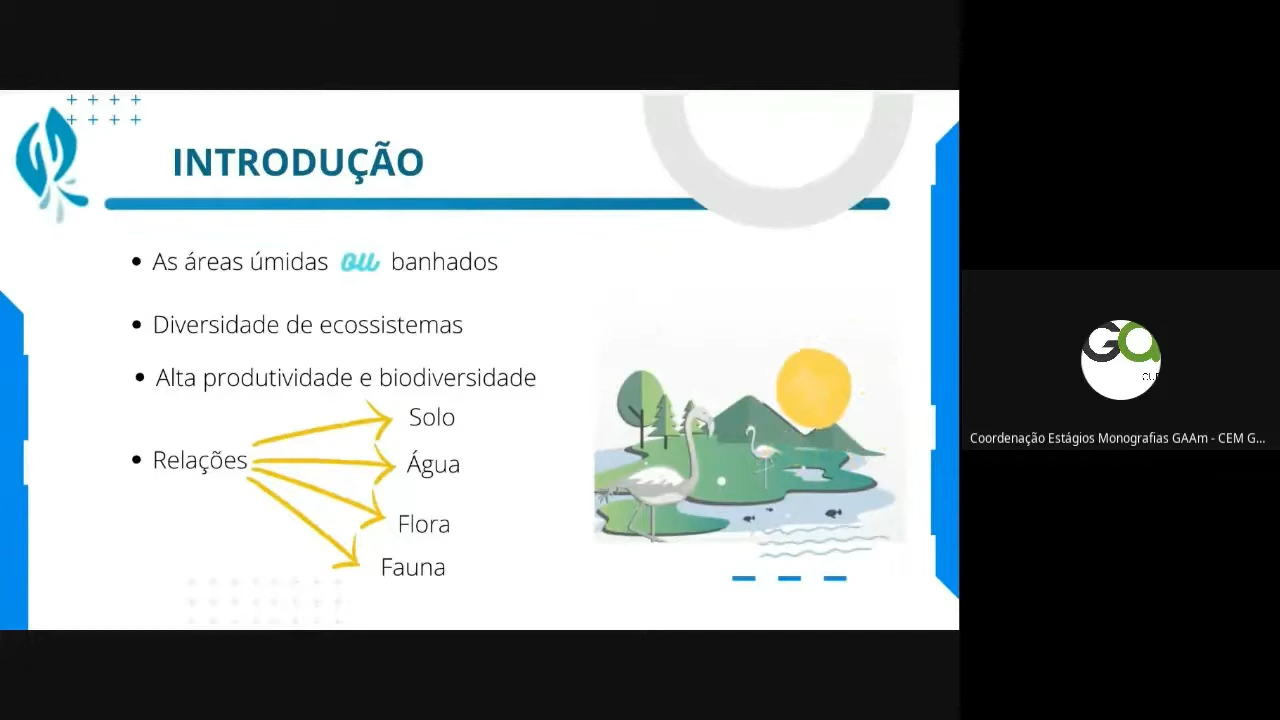 INTRODUÇÃO
As áreas úmidas ou banhados
Diversidade de ecossistemas
Alta produtividade e biodiversidade
Relações
Solo
Água
Flora
Fauna
Coordenação Estágios Monografias GAAm - CEM G...